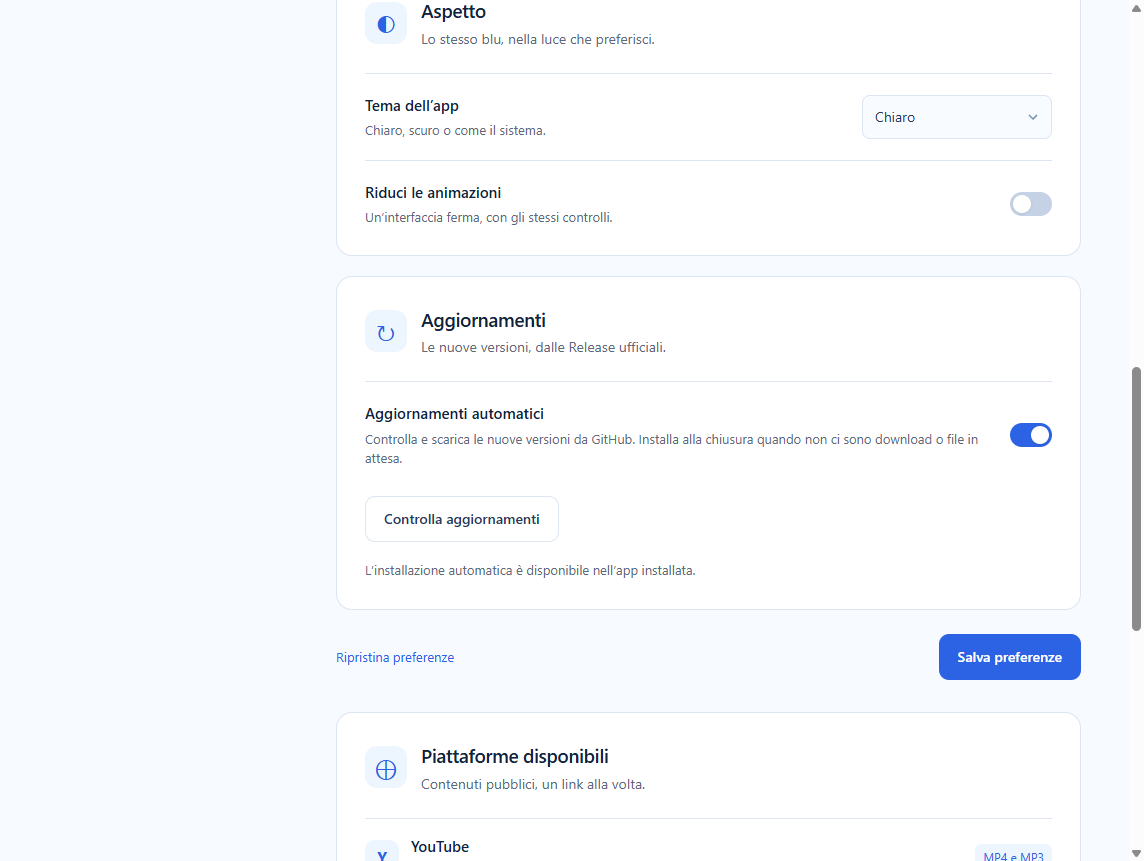 Aspetto
Lo stesso blu, nella luce che preferisci.
Tema dell'app
Chiaro, scuro o come il sistema.
Chiaro
Riduci le animazioni
Un'interfaccia ferma, con gli stessi controlli.
Aggiornamenti
Le nuove versioni, dalle Release ufficiali.
Aggiornamenti automatici
Controlla e scarica le nuove versioni da GitHub. Installa alla chiusura quando non ci sono download o file in
attesa.
Controlla aggiornamenti
L'installazione automatica è disponibile nell'app installata.
Ripristina preferenze
Salva preferenze
Piattaforme disponibili
Contenuti pubblici, un link alla volta.
Y
YouTube
MP4 e MP3